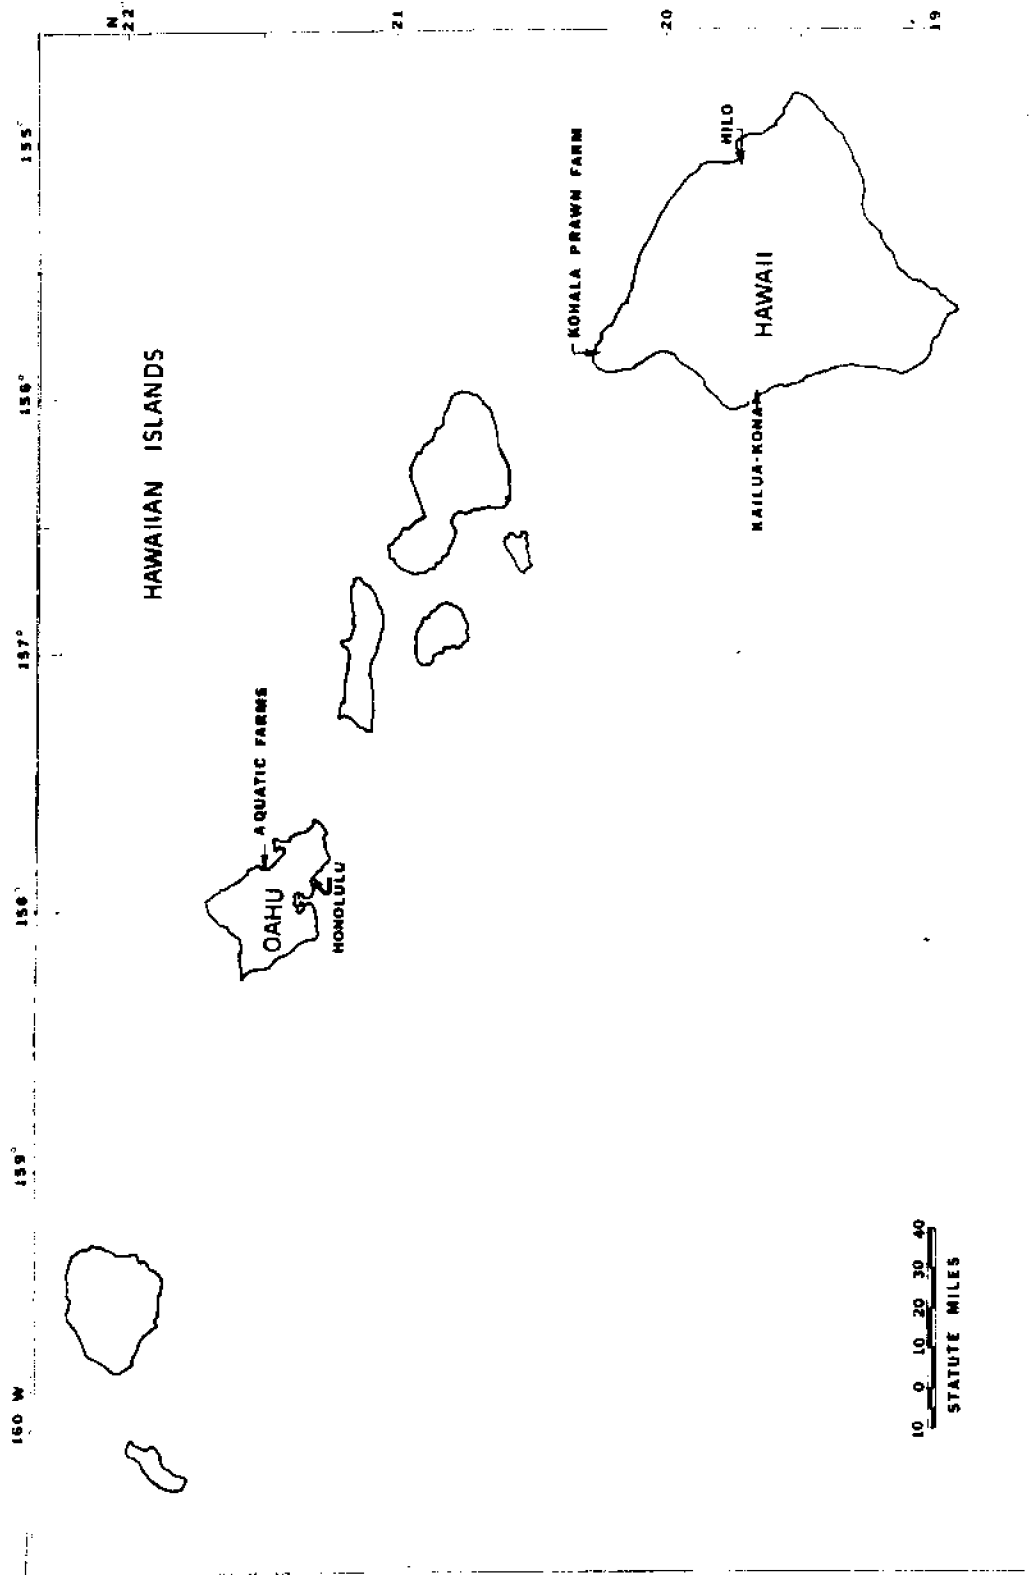 160 W
159°
158°
157°
156°
155°
N
22
21
20
19
HAWAIIAN ISLANDS
AQUATIC FARMS
OAHU
HONOLULU
KOHALA PRAWN FARM
HILO
HAWAII
KAILUA-KONA
10 0 10 20 30 40
STATUTE MILES